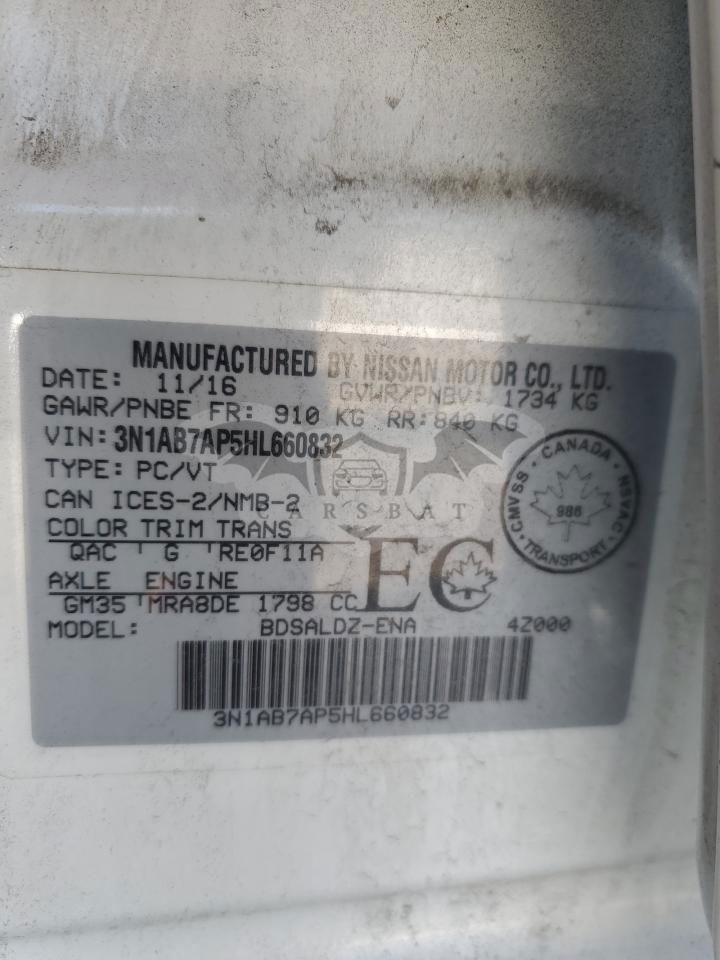 MANUFACTURED BY NISSAN MOTOR CO., LTD.
DATE: 11/16 GVWR/PNBV: 1734 KG
GAWR/PNBE FR: 910 KG RR: 840 KG
VIN: 3N1AB7AP5HL660832
TYPE: PC/VT
CAN ICES-2/NMB-2
COLOR TRIM TRANS
QAC G RE0F11A
AXLE ENGINE
GM35 MRA8DE 1798 CC
EC
MODEL: BDSALDZ-ENA 4Z000
3N1AB7AP5HL660832
CANADA
CMVSS NSVAC
986
TRANSPORT
CARSBAT